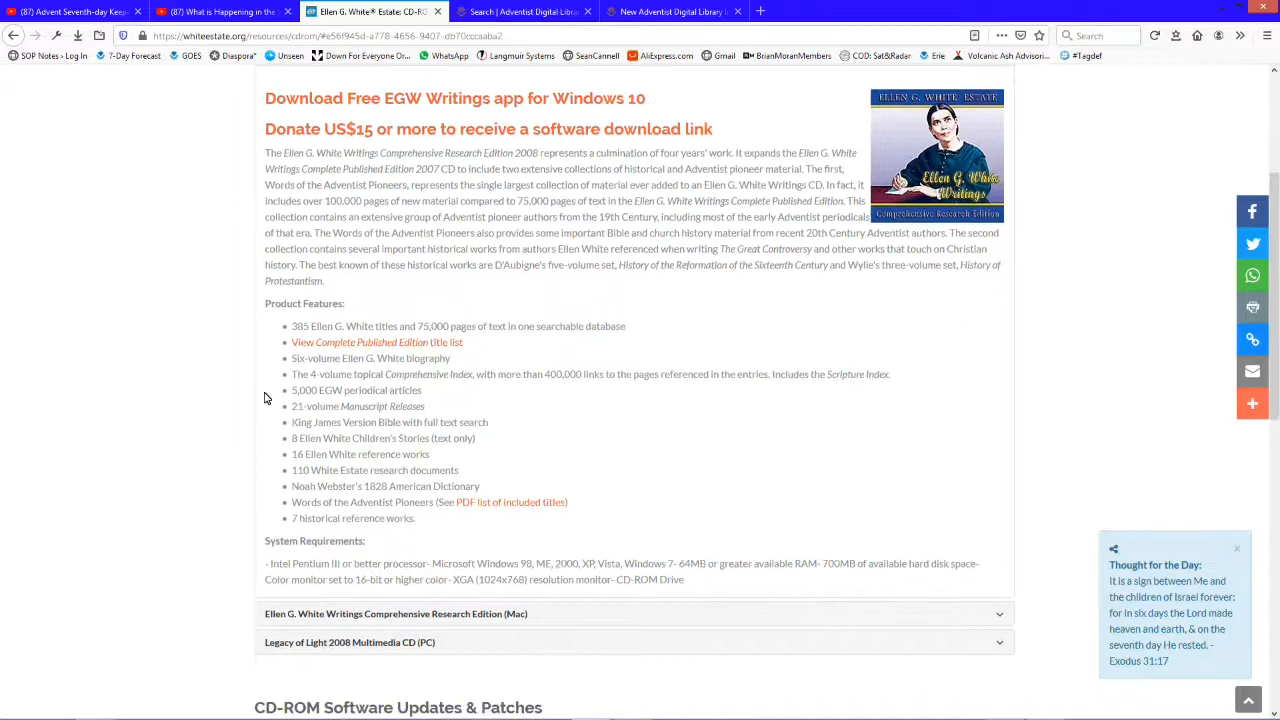 (87) Advent Seventh-day Keep
(87) What is Happening in the
Ellen G. White® Estate: CD-RO
Search | Adventist Digital Libra
New Adventist Digital Library I
https://whiteestate.org/resources/cdrom/#e56f945d-a778-4656-9407-db70cccaaba2
Search
SOP Notes › Log In
7-Day Forecast
GOES
Diaspora*
Unseen
Down For Everyone Or...
WhatsApp
Langmuir Systems
SeanCannell
AliExpress.com
Gmail
BrianMoranMembers
COD: Sat&Radar
Erie
Volcanic Ash Advisori...
#Tagdef
Download Free EGW Writings app for Windows 10
Donate US$15 or more to receive a software download link
The Ellen G. White Writings Comprehensive Research Edition 2008 represents a culmination of four years' work. It expands the Ellen G. White
Writings Complete Published Edition 2007 CD to include two extensive collections of historical and Adventist pioneer material. The first,
Words of the Adventist Pioneers, represents the single largest collection of material ever added to an Ellen G. White Writings CD. In fact, it
includes over 100,000 pages of new material compared to 75,000 pages of text in the Ellen G. White Writings Complete Published Edition. This
collection contains an extensive group of Adventist pioneer authors from the 19th Century, including most of the early Adventist periodicals
of that era. The Words of the Adventist Pioneers also provides some important Bible and church history material from recent 20th Century Adventist authors. The second
collection contains several important historical works from authors Ellen White referenced when writing The Great Controversy and other works that touch on Christian
history. The best known of these historical works are D'Aubigne's five-volume set, History of the Reformation of the Sixteenth Century and Wylie's three-volume set, History of
Protestantism.
ELLEN G. WHITE ESTATE
Ellen G. White
Writings
Comprehensive Research Edition
Product Features:
385 Ellen G. White titles and 75,000 pages of text in one searchable database
View Complete Published Edition title list
Six-volume Ellen G. White biography
The 4-volume topical Comprehensive Index, with more than 400,000 links to the pages referenced in the entries. Includes the Scripture Index.
5,000 EGW periodical articles
21-volume Manuscript Releases
King James Version Bible with full text search
8 Ellen White Children's Stories (text only)
16 Ellen White reference works
110 White Estate research documents
Noah Webster's 1828 American Dictionary
Words of the Adventist Pioneers (See PDF list of included titles)
7 historical reference works.
System Requirements:
- Intel Pentium III or better processor- Microsoft Windows 98, ME, 2000, XP, Vista, Windows 7- 64MB or greater available RAM- 700MB of available hard disk space-
Color monitor set to 16-bit or higher color- XGA (1024x768) resolution monitor- CD-ROM Drive
Ellen G. White Writings Comprehensive Research Edition (Mac)
Legacy of Light 2008 Multimedia CD (PC)
CD-ROM Software Updates & Patches
Thought for the Day:
It is a sign between Me and
the children of Israel forever:
for in six days the Lord made
heaven and earth, & on the
seventh day He rested. -
Exodus 31:17